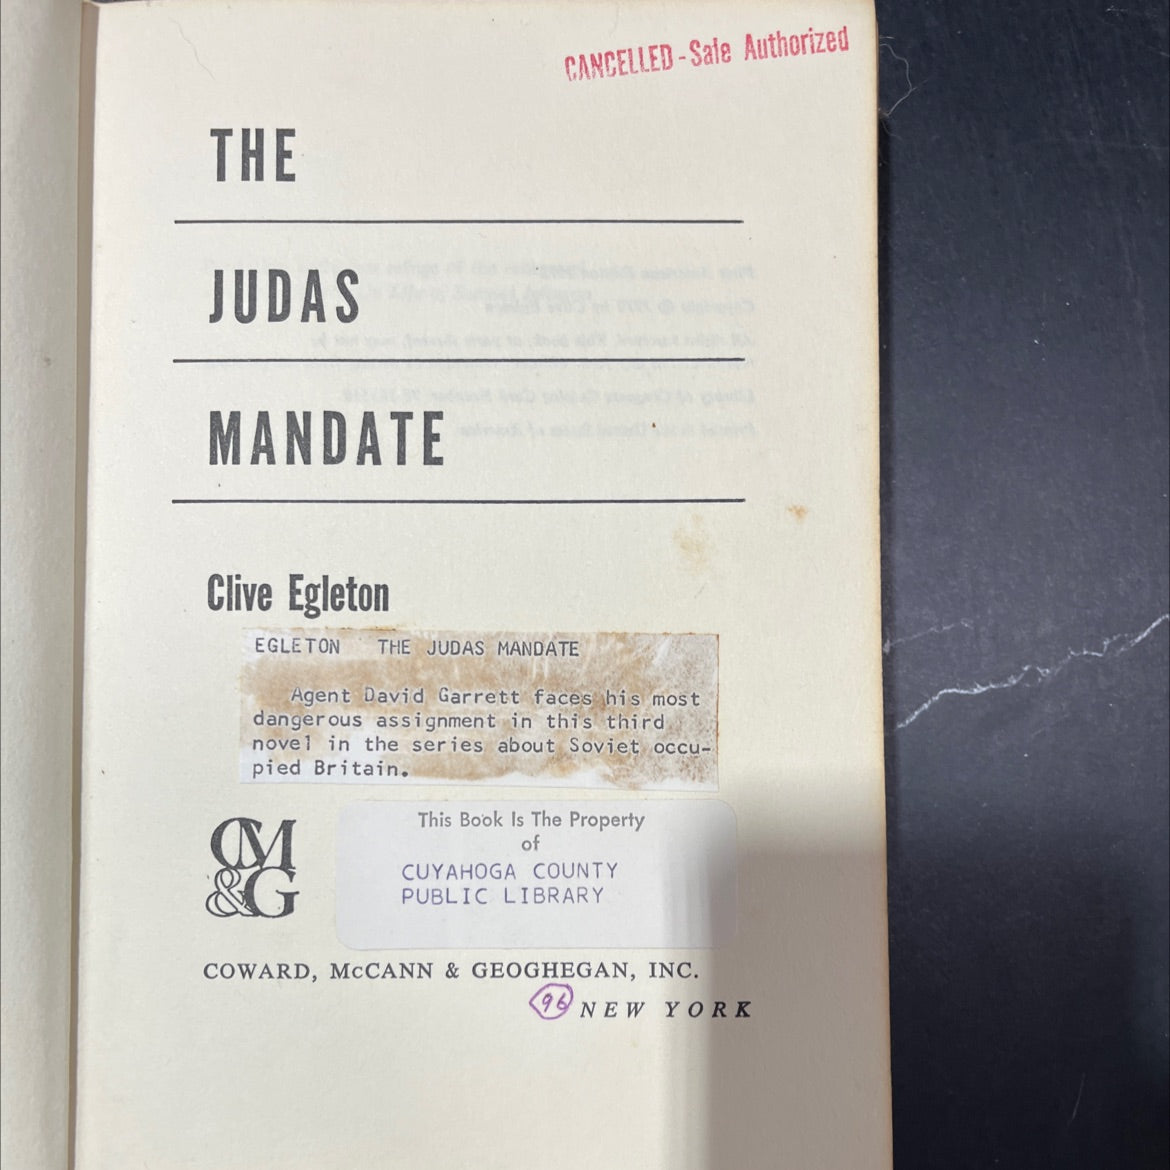 CANCELLED - Sale Authorized
THE
JUDAS
MANDATE
Clive Egleton
EGLETON THE JUDAS MANDATE
Agent David Garrett faces his most
dangerous assignment in this third
novel in the series about Soviet occu-
pied Britain.
This Book Is The Property
of
CUYAHOGA COUNTY
PUBLIC LIBRARY
CM
&G
COWARD, McCANN & GEOGHEGAN, INC.
96 NEW YORK